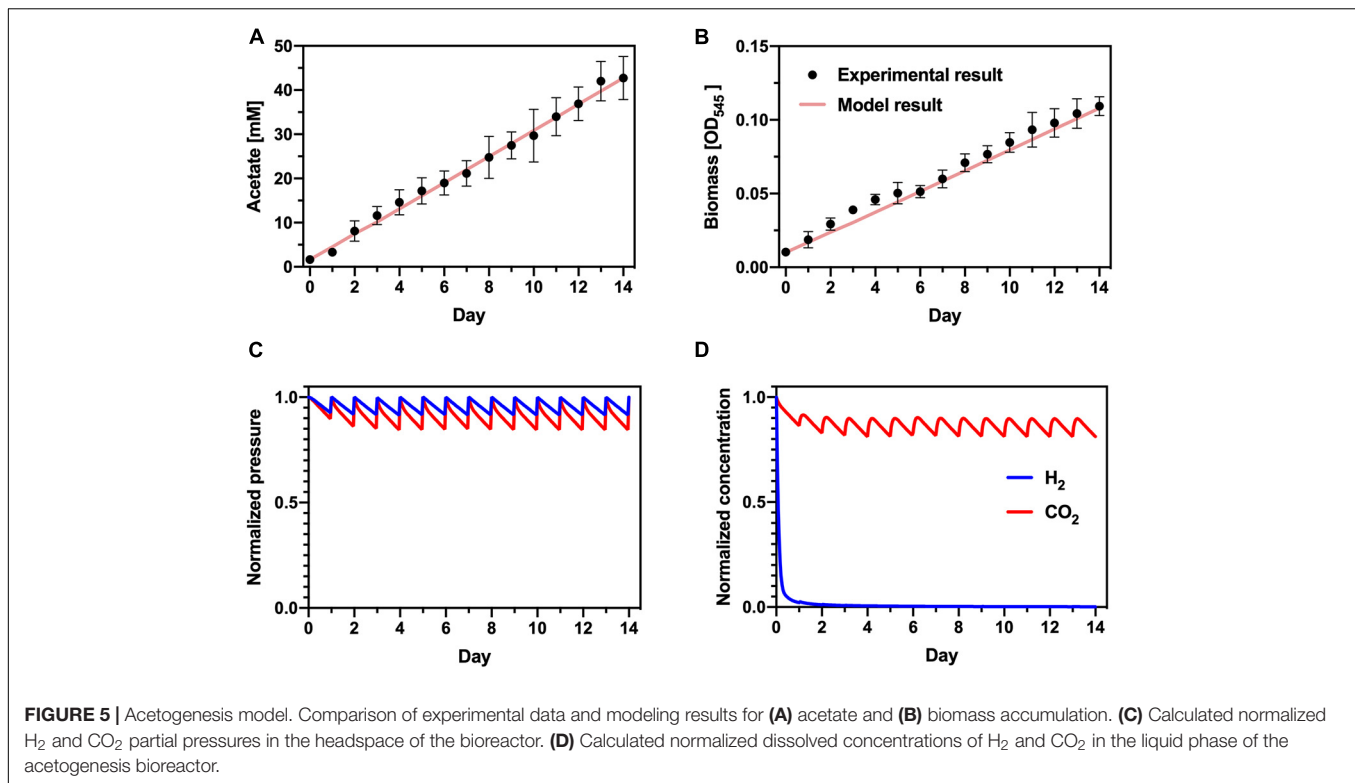 A
50
40
30
20
10
0
Acetate [mM]
0 2 4 6 8 10 12 14
Day
B
0.15
0.10
0.05
0.00
Biomass [OD₅₄₅]
Experimental result
Model result
0 2 4 6 8 10 12 14
Day
C
1.0
0.5
0.0
Normalized pressure
0 2 4 6 8 10 12 14
Day
D
1.0
0.5
0.0
Normalized concentration
H₂
CO₂
0 2 4 6 8 10 12 14
Day
FIGURE 5 | Acetogenesis model. Comparison of experimental data and modeling results for (A) acetate and (B) biomass accumulation. (C) Calculated normalized
H₂ and CO₂ partial pressures in the headspace of the bioreactor. (D) Calculated normalized dissolved concentrations of H₂ and CO₂ in the liquid phase of the
acetogenesis bioreactor.